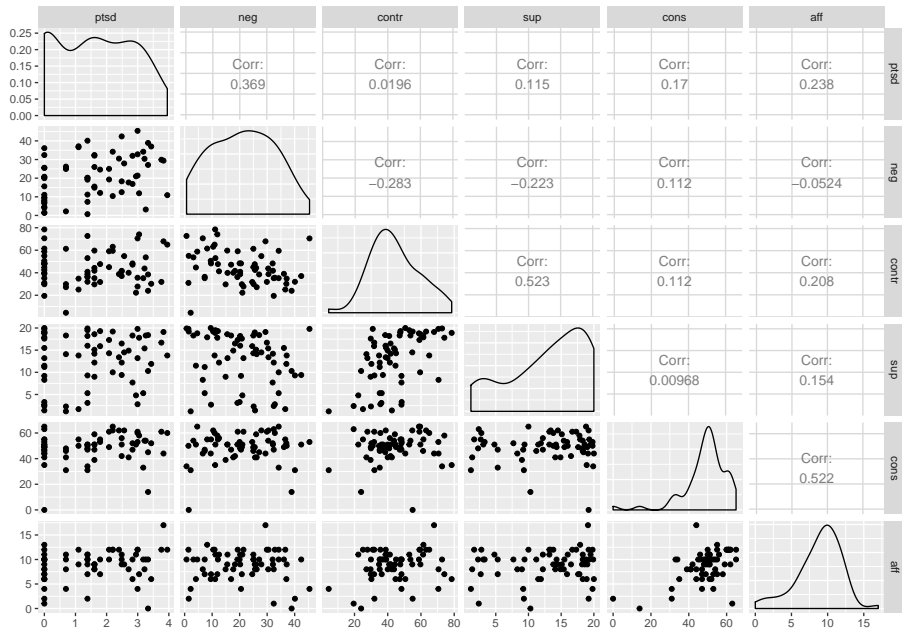 ptsd neg contr sup cons aff
0.25
0.20
0.15
0.10
0.05
0.00
Corr:
0.369
Corr:
0.0196
Corr:
0.115
Corr:
0.17
Corr:
0.238
ptsd
40
30
20
10
0
Corr:
−0.283
Corr:
−0.223
Corr:
0.112
Corr:
−0.0524
neg
80
60
40
20
Corr:
0.523
Corr:
0.112
Corr:
0.208
contr
20
15
10
5
Corr:
0.00968
Corr:
0.154
sup
60
40
20
0
Corr:
0.522
cons
15
10
5
0
aff
0 1 2 3 4 0 10 20 30 40 20 40 60 80 5 10 15 20 0 20 40 60 0 5 10 15